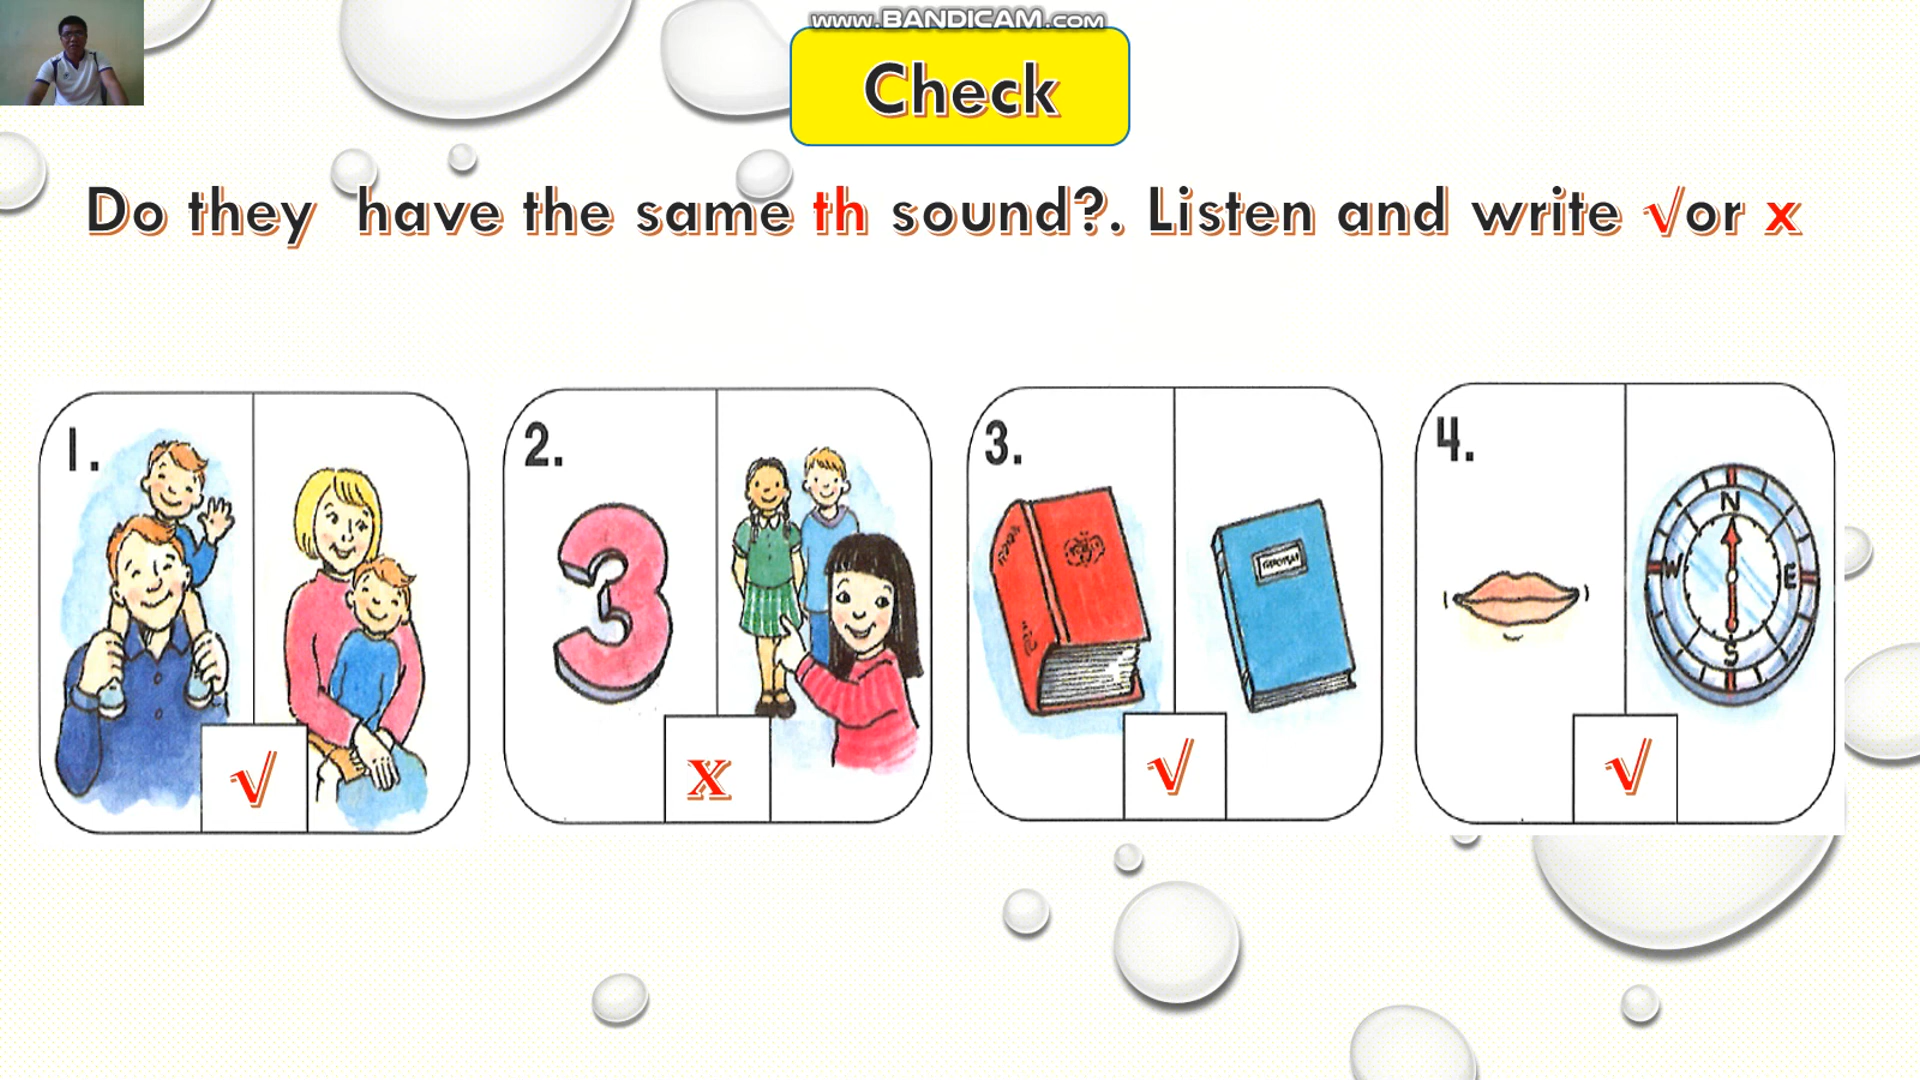 www.BANDICAM.com
Check
Do they have the same th sound?. Listen and write √or x
1.
2.
3.
4.
3
N
W
E
S
√
x
√
√